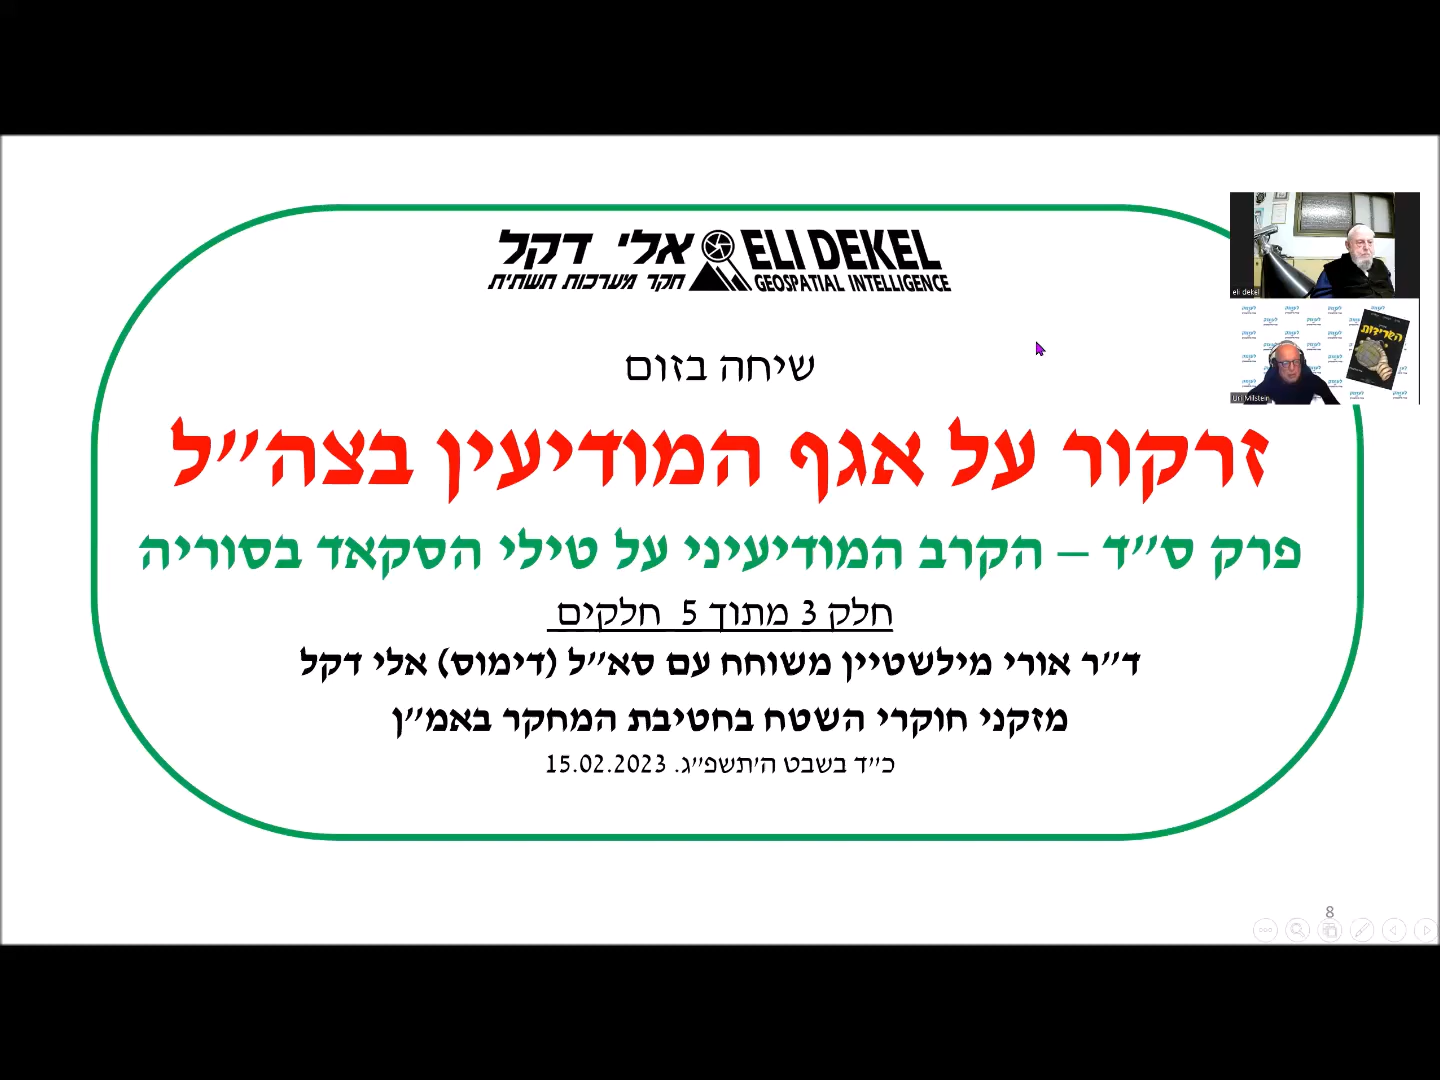 אלי דקל ELI DEKEL
חקר מערכות תשתית GEOSPATIAL INTELLIGENCE
שיחה בזום
זרקור על אגף המודיעין בצה״ל
פרק ס״ד – הקרב המודיעיני על טילי הסקאד בסוריה
חלק 3 מתוך 5 חלקים
ד״ר אורי מילשטיין משוחח עם סא״ל (דימוס) אלי דקל
מזקני חוקרי השטח בחטיבת המחקר באמ״ן
כ״ד בשבט ה׳תשפ״ג. 15.02.2023
eli dekel
השרידות
Uri Milstein
8